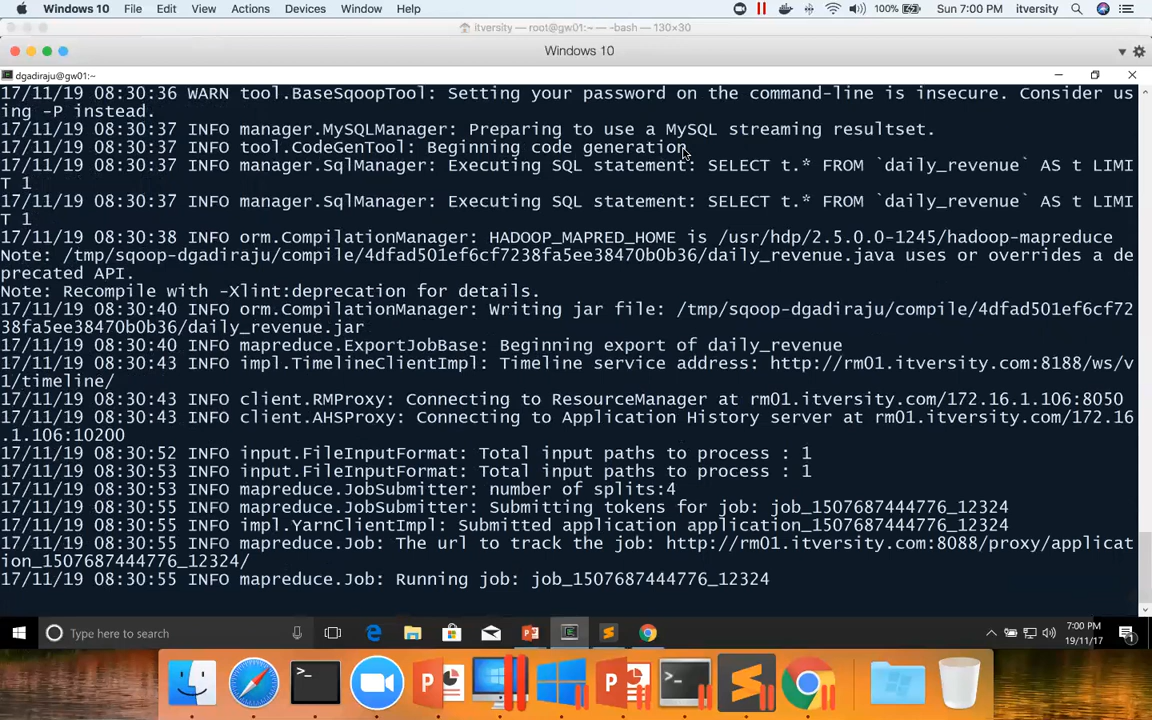 Windows 10 File Edit View Actions Devices Window Help 100% Sun 7:00 PM itversity
itversity — root@gw01:~ — -bash — 130×30
Windows 10
dgadiraju@gw01:~
17/11/19 08:30:36 WARN tool.BaseSqoopTool: Setting your password on the command-line is insecure. Consider us
ing -P instead.
17/11/19 08:30:37 INFO manager.MySQLManager: Preparing to use a MySQL streaming resultset.
17/11/19 08:30:37 INFO tool.CodeGenTool: Beginning code generation
17/11/19 08:30:37 INFO manager.SqlManager: Executing SQL statement: SELECT t.* FROM `daily_revenue` AS t LIMI
T 1
17/11/19 08:30:37 INFO manager.SqlManager: Executing SQL statement: SELECT t.* FROM `daily_revenue` AS t LIMI
T 1
17/11/19 08:30:38 INFO orm.CompilationManager: HADOOP_MAPRED_HOME is /usr/hdp/2.5.0.0-1245/hadoop-mapreduce
Note: /tmp/sqoop-dgadiraju/compile/4dfad501ef6cf7238fa5ee38470b0b36/daily_revenue.java uses or overrides a de
precated API.
Note: Recompile with -Xlint:deprecation for details.
17/11/19 08:30:40 INFO orm.CompilationManager: Writing jar file: /tmp/sqoop-dgadiraju/compile/4dfad501ef6cf72
38fa5ee38470b0b36/daily_revenue.jar
17/11/19 08:30:40 INFO mapreduce.ExportJobBase: Beginning export of daily_revenue
17/11/19 08:30:43 INFO impl.TimelineClientImpl: Timeline service address: http://rm01.itversity.com:8188/ws/v
1/timeline/
17/11/19 08:30:43 INFO client.RMProxy: Connecting to ResourceManager at rm01.itversity.com/172.16.1.106:8050
17/11/19 08:30:43 INFO client.AHSProxy: Connecting to Application History server at rm01.itversity.com/172.16
.1.106:10200
17/11/19 08:30:52 INFO input.FileInputFormat: Total input paths to process : 1
17/11/19 08:30:53 INFO input.FileInputFormat: Total input paths to process : 1
17/11/19 08:30:53 INFO mapreduce.JobSubmitter: number of splits:4
17/11/19 08:30:55 INFO mapreduce.JobSubmitter: Submitting tokens for job: job_1507687444776_12324
17/11/19 08:30:55 INFO impl.YarnClientImpl: Submitted application application_1507687444776_12324
17/11/19 08:30:55 INFO mapreduce.Job: The url to track the job: http://rm01.itversity.com:8088/proxy/applicat
ion_1507687444776_12324/
17/11/19 08:30:55 INFO mapreduce.Job: Running job: job_1507687444776_12324
Type here to search
7:00 PM
19/11/17